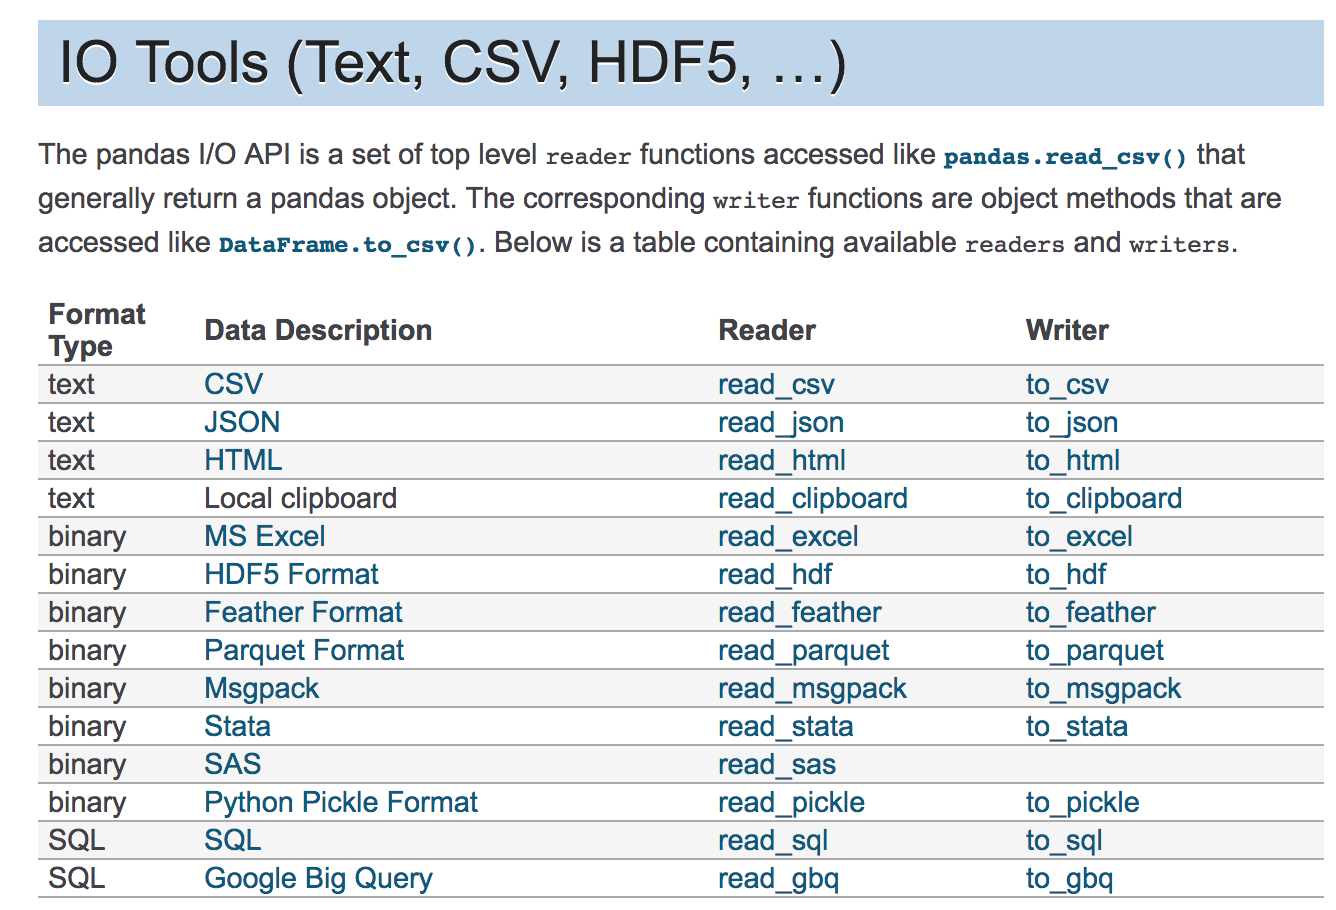 IO Tools (Text, CSV, HDF5, …)
The pandas I/O API is a set of top level reader functions accessed like pandas.read_csv() that
generally return a pandas object. The corresponding writer functions are object methods that are
accessed like DataFrame.to_csv(). Below is a table containing available readers and writers.
Format Type Data Description Reader Writer
text CSV read_csv to_csv
text JSON read_json to_json
text HTML read_html to_html
text Local clipboard read_clipboard to_clipboard
binary MS Excel read_excel to_excel
binary HDF5 Format read_hdf to_hdf
binary Feather Format read_feather to_feather
binary Parquet Format read_parquet to_parquet
binary Msgpack read_msgpack to_msgpack
binary Stata read_stata to_stata
binary SAS read_sas
binary Python Pickle Format read_pickle to_pickle
SQL SQL read_sql to_sql
SQL Google Big Query read_gbq to_gbq